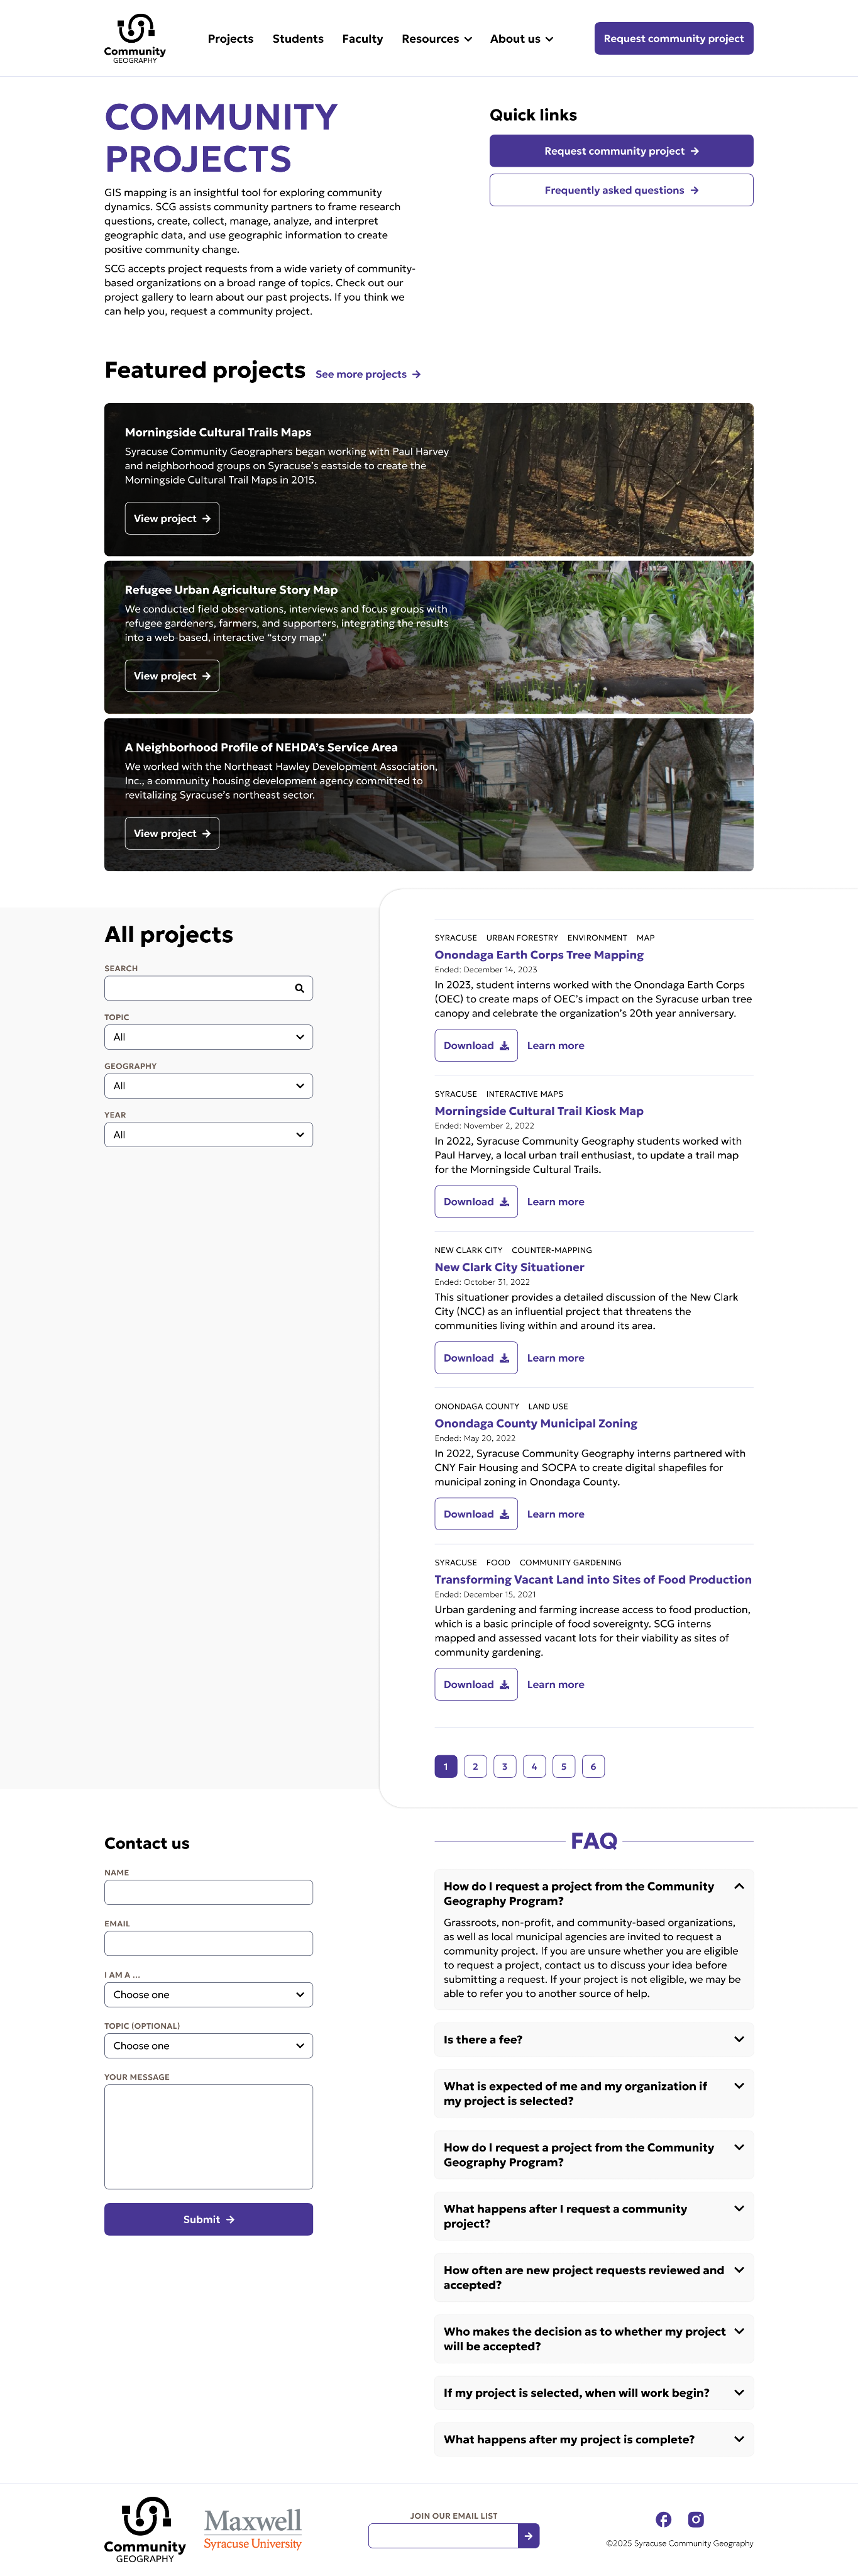 Community
GEOGRAPHY
Projects
Students
Faculty
Resources
About us
Request community project
COMMUNITY
PROJECTS
GIS mapping is an insightful tool for exploring community
dynamics. SCG assists community partners to frame research
questions, create, collect, manage, analyze, and interpret
geographic data, and use geographic information to create
positive community change.
SCG accepts project requests from a wide variety of community-
based organizations on a broad range of topics. Check out our
project gallery to learn about our past projects. If you think we
can help you, request a community project.
Quick links
Request community project
Frequently asked questions
Featured projects
See more projects
Morningside Cultural Trails Maps
Syracuse Community Geographers began working with Paul Harvey
and neighborhood groups on Syracuse's eastside to create the
Morningside Cultural Trail Maps in 2015.
View project
Refugee Urban Agriculture Story Map
We conducted field observations, interviews and focus groups with
refugee gardeners, farmers, and supporters, integrating the results
into a web-based, interactive “story map.”
View project
A Neighborhood Profile of NEHDA's Service Area
We worked with the Northeast Hawley Development Association,
Inc., a community housing development agency committed to
revitalizing Syracuse's northeast sector.
View project
All projects
SEARCH
TOPIC
All
GEOGRAPHY
All
YEAR
All
SYRACUSE URBAN FORESTRY ENVIRONMENT MAP
Onondaga Earth Corps Tree Mapping
Ended: December 14, 2023
In 2023, student interns worked with the Onondaga Earth Corps
(OEC) to create maps of OEC's impact on the Syracuse urban tree
canopy and celebrate the organization's 20th year anniversary.
Download
Learn more
SYRACUSE INTERACTIVE MAPS
Morningside Cultural Trail Kiosk Map
Ended: November 2, 2022
In 2022, Syracuse Community Geography students worked with
Paul Harvey, a local urban trail enthusiast, to update a trail map
for the Morningside Cultural Trails.
Download
Learn more
NEW CLARK CITY COUNTER-MAPPING
New Clark City Situationer
Ended: October 31, 2022
This situationer provides a detailed discussion of the New Clark
City (NCC) as an influential project that threatens the
communities living within and around its area.
Download
Learn more
ONONDAGA COUNTY LAND USE
Onondaga County Municipal Zoning
Ended: May 20, 2022
In 2022, Syracuse Community Geography interns partnered with
CNY Fair Housing and SOCPA to create digital shapefiles for
municipal zoning in Onondaga County.
Download
Learn more
SYRACUSE FOOD COMMUNITY GARDENING
Transforming Vacant Land into Sites of Food Production
Ended: December 15, 2021
Urban gardening and farming increase access to food production,
which is a basic principle of food sovereignty. SCG interns
mapped and assessed vacant lots for their viability as sites of
community gardening.
Download
Learn more
1
2
3
4
5
6
Contact us
NAME
EMAIL
I AM A ...
Choose one
TOPIC (OPTIONAL)
Choose one
YOUR MESSAGE
Submit
FAQ
How do I request a project from the Community
Geography Program?
Grassroots, non-profit, and community-based organizations,
as well as local municipal agencies are invited to request a
community project. If you are unsure whether you are eligible
to request a project, contact us to discuss your idea before
submitting a request. If your project is not eligible, we may be
able to refer you to another source of help.
Is there a fee?
What is expected of me and my organization if
my project is selected?
How do I request a project from the Community
Geography Program?
What happens after I request a community
project?
How often are new project requests reviewed and
accepted?
Who makes the decision as to whether my project
will be accepted?
If my project is selected, when will work begin?
What happens after my project is complete?
Community
GEOGRAPHY
Maxwell
Syracuse University
JOIN OUR EMAIL LIST
©2025 Syracuse Community Geography